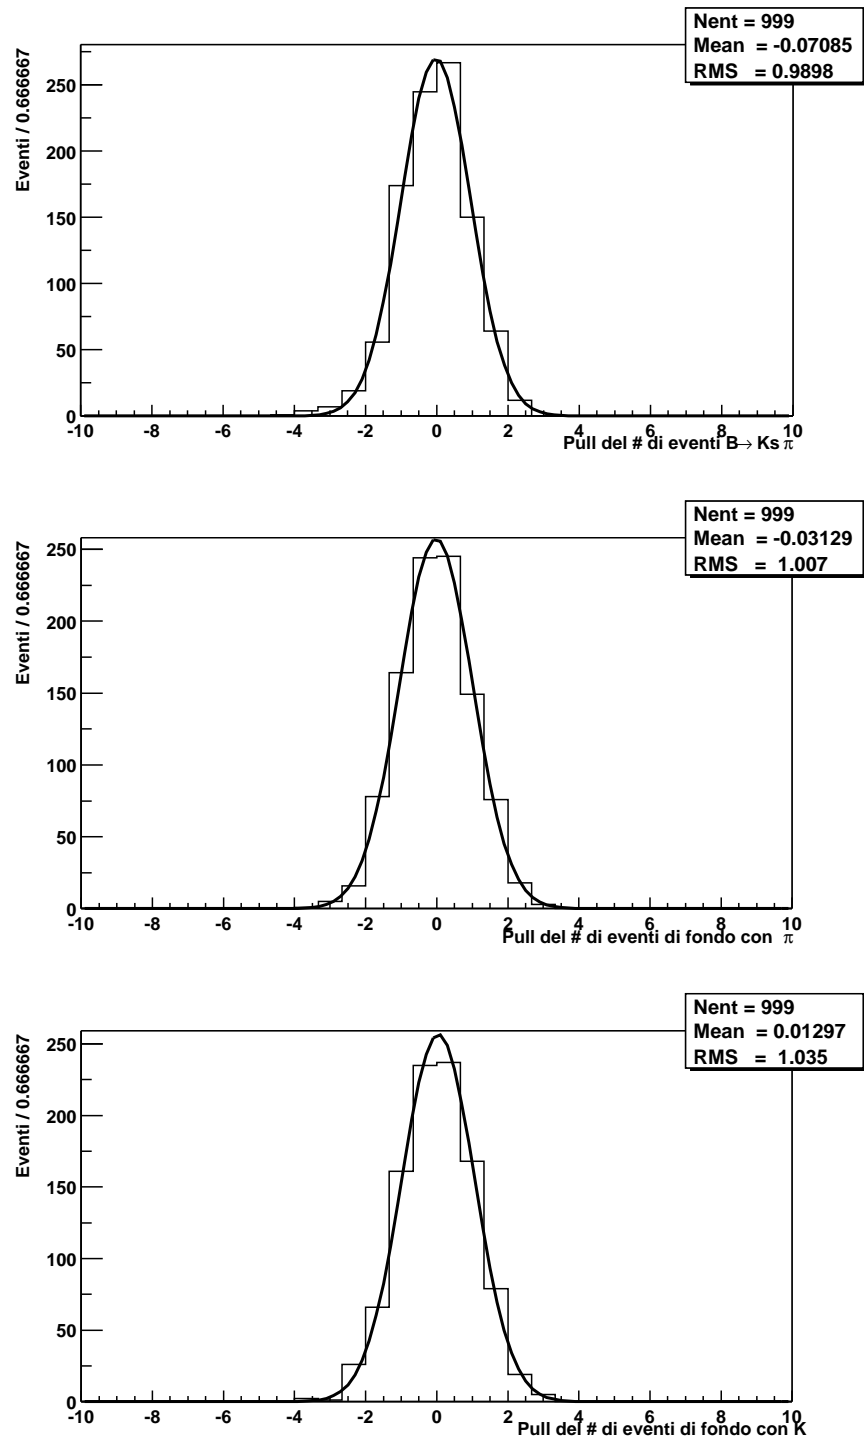 Nent = 999
Mean = -0.07085
RMS = 0.9898
Eventi / 0.666667
250
200
150
100
50
0
-10 -8 -6 -4 -2 0 2 4 6 8 10
Pull del # di eventi B→ Ks π
Nent = 999
Mean = -0.03129
RMS = 1.007
Eventi / 0.666667
250
200
150
100
50
0
-10 -8 -6 -4 -2 0 2 4 6 8 10
Pull del # di eventi di fondo con π
Nent = 999
Mean = 0.01297
RMS = 1.035
Eventi / 0.666667
250
200
150
100
50
0
-10 -8 -6 -4 -2 0 2 4 6 8 10
Pull del # di eventi di fondo con K